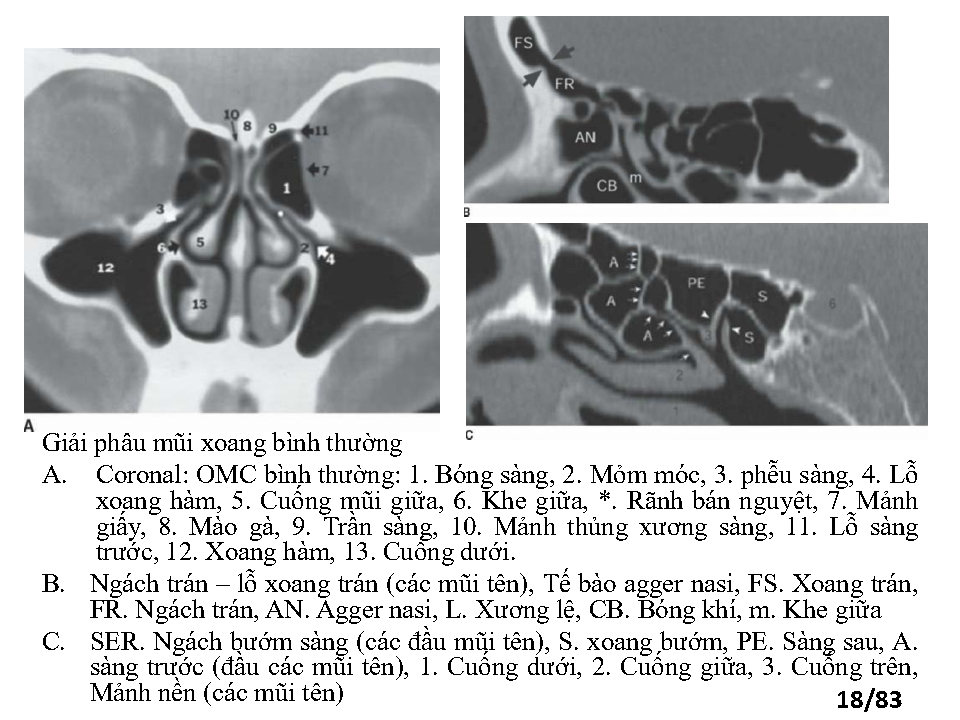 10
8
9
11
7
1
3
6
5
2
4
12
13
A
FS
FR
AN
CB
m
B
A
PE
S
A
6
A
3
S
2
1
C
Giải phẫu mũi xoang bình thường
A. Coronal: OMC bình thường: 1. Bóng sàng, 2. Mỏm móc, 3. phễu sàng, 4. Lỗ
xoang hàm, 5. Cuống mũi giữa, 6. Khe giữa, *. Rãnh bán nguyệt, 7. Mảnh
giấy, 8. Mào gà, 9. Trần sàng, 10. Mảnh thủng xương sàng, 11. Lỗ sàng
trước, 12. Xoang hàm, 13. Cuống dưới.
B. Ngách trán – lỗ xoang trán (các mũi tên), Tế bào agger nasi, FS. Xoang trán,
FR. Ngách trán, AN. Agger nasi, L. Xương lệ, CB. Bóng khí, m. Khe giữa
C. SER. Ngách bướm sàng (các đầu mũi tên), S. xoang bướm, PE. Sàng sau, A.
sàng trước (đầu các mũi tên), 1. Cuống dưới, 2. Cuống giữa, 3. Cuống trên,
Mảnh nền (các mũi tên)
18/83